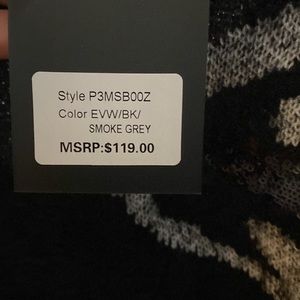 Style P3MSB00Z
Color EVW/BK/
SMOKE GREY
MSRP:$119.00